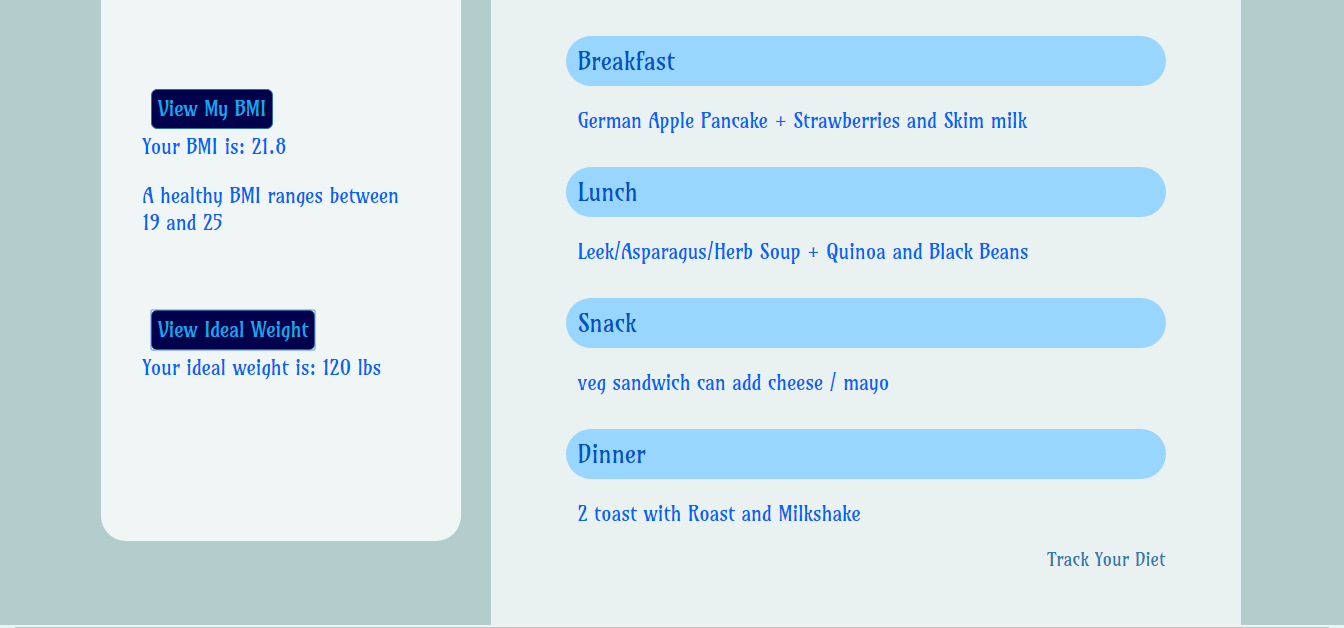 View My BMI
Your BMI is: 21.8
A healthy BMI ranges between
19 and 25
View Ideal Weight
Your ideal weight is: 120 lbs
Breakfast
German Apple Pancake + Strawberries and Skim milk
Lunch
Leek/Asparagus/Herb Soup + Quinoa and Black Beans
Snack
veg sandwich can add cheese / mayo
Dinner
2 toast with Roast and Milkshake
Track Your Diet